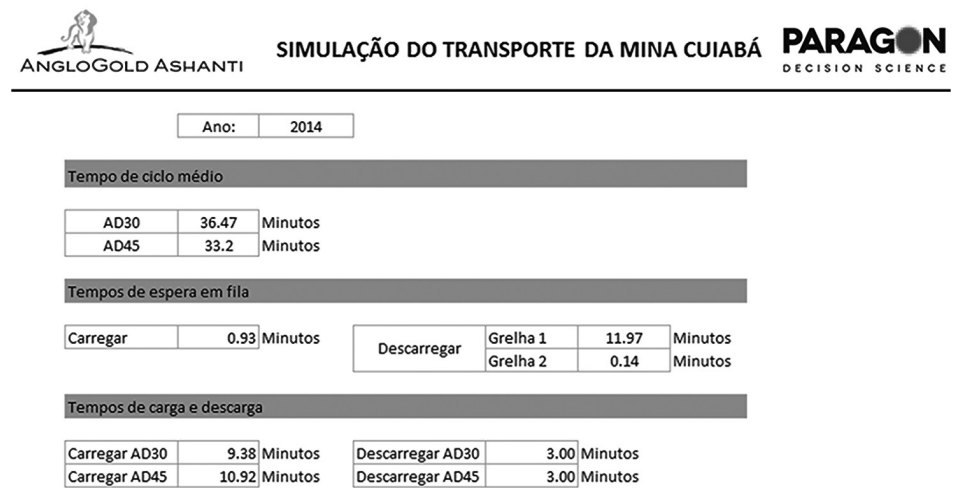 ANGLOGOLD ASHANTI
SIMULAÇÃO DO TRANSPORTE DA MINA CUIABÁ
PARAGON
DECISION SCIENCE
Ano: 2014
Tempo de ciclo médio
AD30 36.47 Minutos
AD45 33.2 Minutos
Tempos de espera em fila
Carregar 0.93 Minutos
Descarregar
Grelha 1 11.97 Minutos
Grelha 2 0.14 Minutos
Tempos de carga e descarga
Carregar AD30 9.38 Minutos Descarregar AD30 3.00 Minutos
Carregar AD45 10.92 Minutos Descarregar AD45 3.00 Minutos